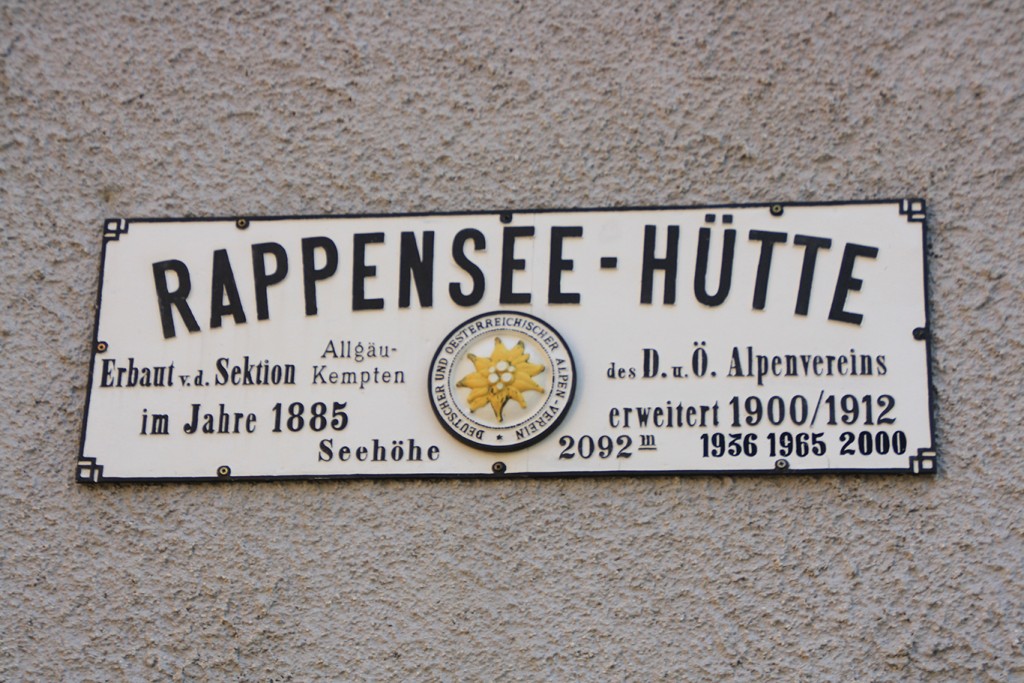 RAPPENSEE-HÜTTE
Erbaut v.d. Sektion Allgäu-Kempten des D. u. Ö. Alpenvereins
im Jahre 1885 erweitert 1900/1912
Seehöhe 2092 m 1936 1965 2000
DEUTSCHER UND OESTERREICHISCHER ALPEN-VEREIN